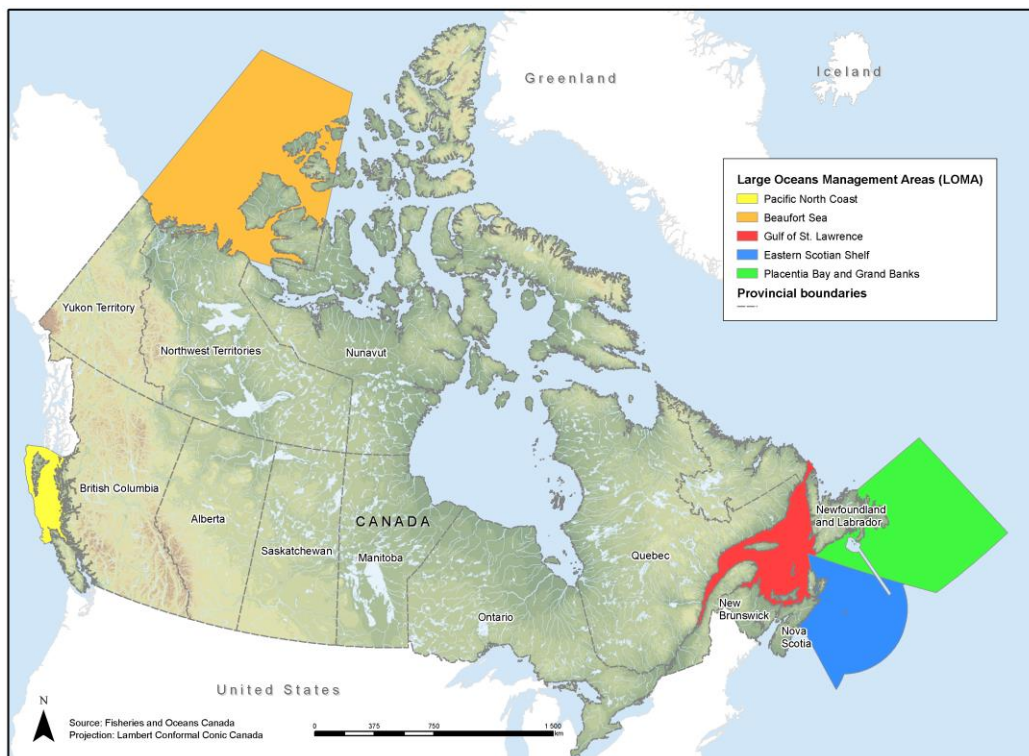 Greenland
Iceland
Large Oceans Management Areas (LOMA)
Pacific North Coast
Beaufort Sea
Gulf of St. Lawrence
Eastern Scotian Shelf
Placentia Bay and Grand Banks
Provincial boundaries
Yukon Territory
Northwest Territories
Nunavut
British Columbia
Alberta
Saskatchewan
CANADA
Manitoba
Ontario
Quebec
Newfoundland
and Labrador
New
Brunswick
Nova
Scotia
United States
N
Source: Fisheries and Oceans Canada
Projection: Lambert Conformal Conic Canada
0 375 750 1 500
km